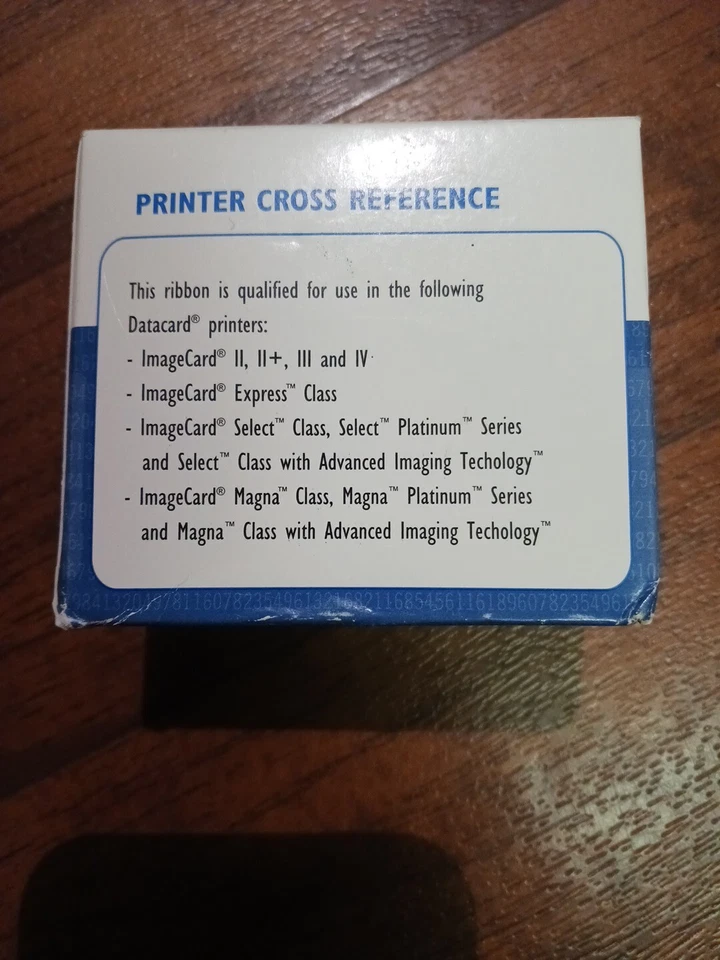 PRINTER CROSS REFERENCE
This ribbon is qualified for use in the following
Datacard® printers:
- ImageCard® II, II+, III and IV
- ImageCard® Express™ Class
- ImageCard® Select™ Class, Select™ Platinum™ Series
and Select™ Class with Advanced Imaging Techology™
- ImageCard® Magna™ Class, Magna™ Platinum™ Series
and Magna™ Class with Advanced Imaging Techology™